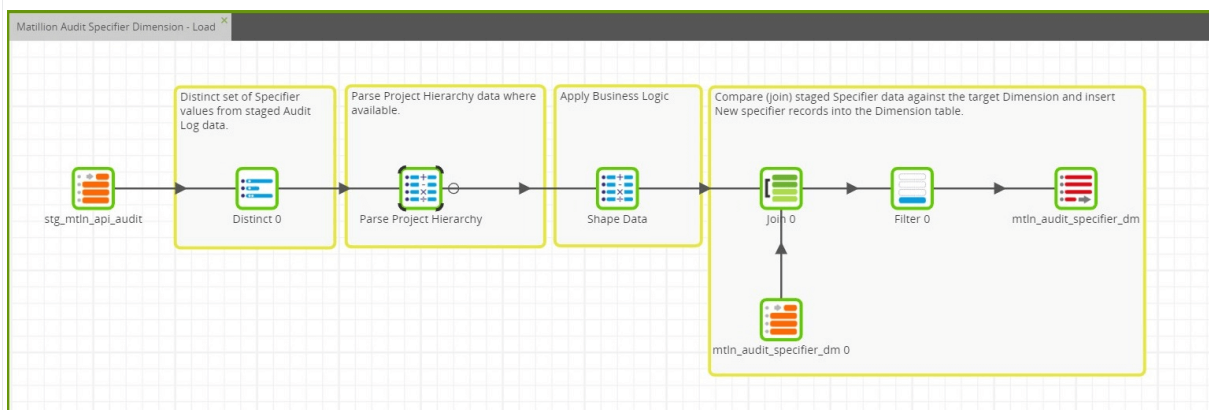 Matillion Audit Specifier Dimension - Load ×
Distinct set of Specifier
values from staged Audit
Log data.
Parse Project Hierarchy data where
available.
Apply Business Logic
Compare (join) staged Specifier data against the target Dimension and insert
New specifier records into the Dimension table.
stg_mtln_api_audit
Distinct 0
Parse Project Hierarchy
Shape Data
Join 0
Filter 0
mtln_audit_specifier_dm
mtln_audit_specifier_dm 0